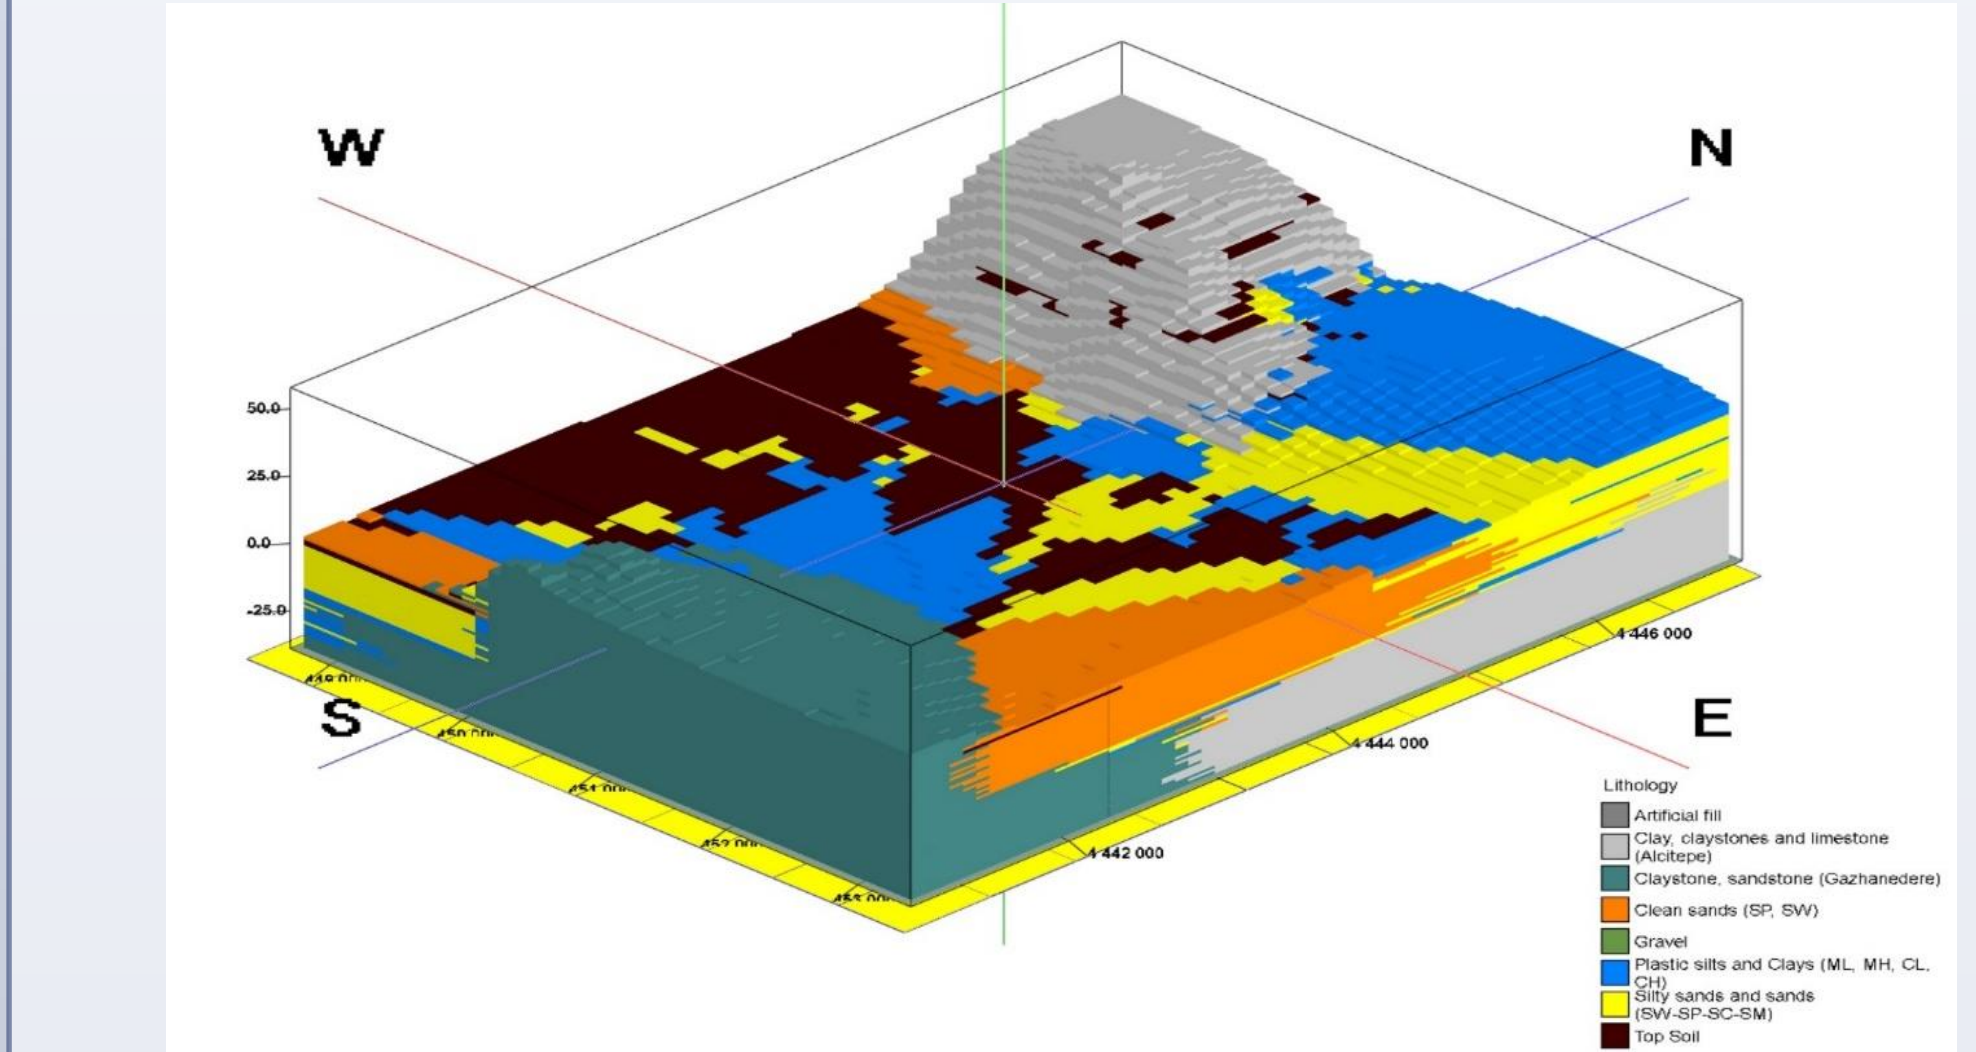 W
N
50.0
25.0
0.0
-25.0
S
E
4 446 000
4 444 000
4 442 000
Lithology
Artificial fill
Clay, claystones and limestone
(Alcitepe)
Claystone, sandstone (Gazhanedere)
Clean sands (SP, SW)
Gravel
Plastic silts and Clays (ML, MH, CL,
CH)
Silty sands and sands
(SW-SP-SC-SM)
Top Soil